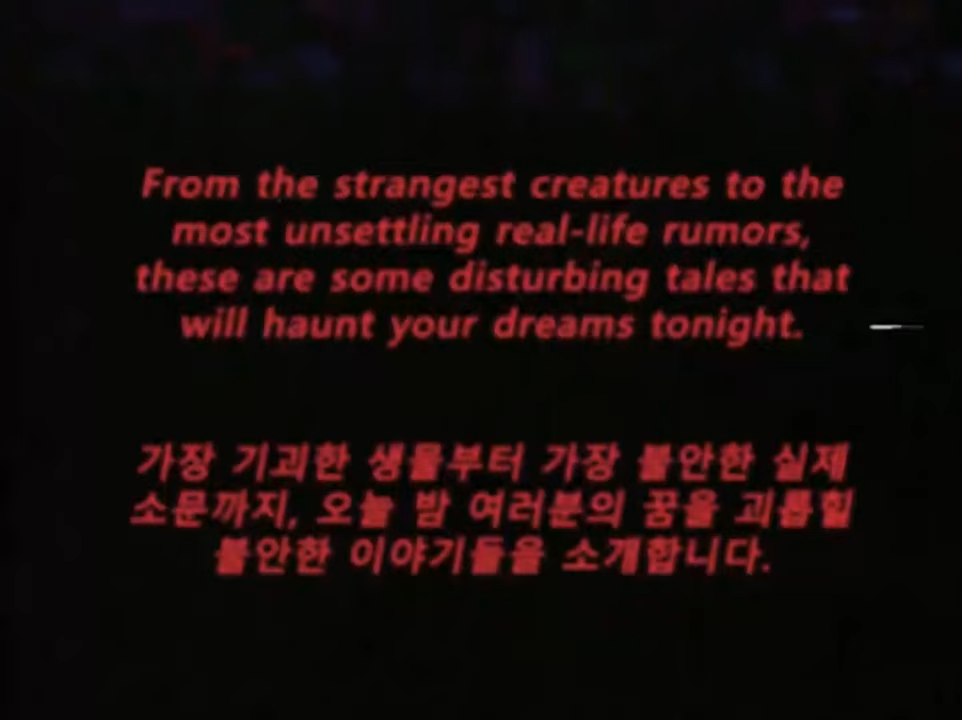 From the strangest creatures to the
most unsettling real-life rumors,
these are some disturbing tales that
will haunt your dreams tonight.
가장 기괴한 생물부터 가장 불안한 실제
소문까지, 오늘 밤 여러분의 꿈을 괴롭힐
불안한 이야기들을 소개합니다.